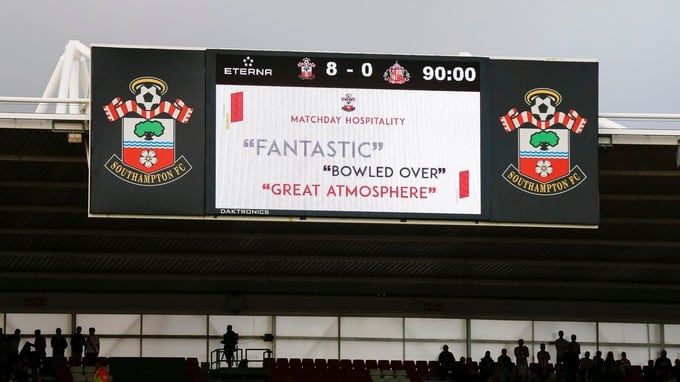 ETERNA 8 - 0 90:00
MATCHDAY HOSPITALITY
"FANTASTIC"
"BOWLED OVER"
"GREAT ATMOSPHERE"
SOUTHAMPTON FC
SOUTHAMPTON FC
DAKTRONICS